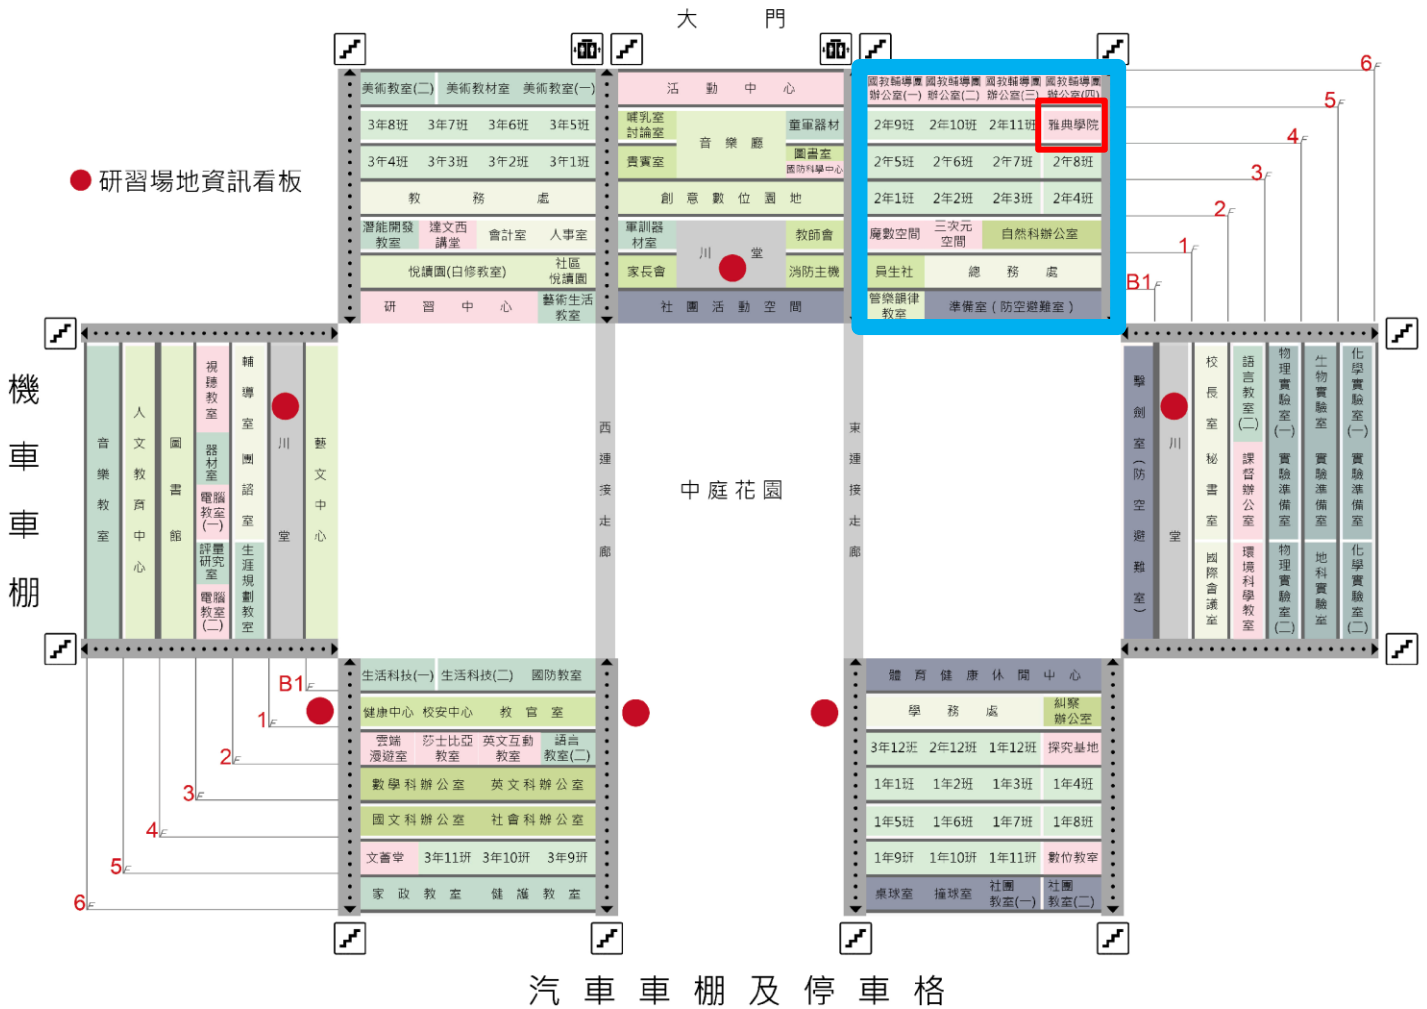 大門
美術教室(二) 美術教材室 美術教室(一)
3年8班 3年7班 3年6班 3年5班
3年4班 3年3班 3年2班 3年1班
教務處
潛能開發教室 達文西講堂 會計室 人事室
悅讀園(自修教室) 社區悅讀園
研習中心 藝術生活教室
活動中心
哺乳室討論室 音樂廳 童軍器材
貴賓室 圖書室
國防科學中心
創意數位園地
軍訓器材室 川堂 教師會
家長會 消防主機
社團活動空間
國教輔導團辦公室(一) 國教輔導團辦公室(二) 國教輔導團辦公室(三) 國教輔導團辦公室(四)
2年9班 2年10班 2年11班 雅典學院
2年5班 2年6班 2年7班 2年8班
2年1班 2年2班 2年3班 2年4班
魔數空間 三次元空間 自然科辦公室
員生社 總務處
管樂韻律教室 準備室(防空避難室)
6F
5F
4F
3F
2F
1F
B1F
研習場地資訊看板
機車車棚
音樂教室
人文教育中心
圖書館
視聽教室 器材室 電腦教室(一) 評量研究室 電腦教室(二)
輔導室 團諮室 生涯規劃教室
川堂
藝文中心
西連接走廊
中庭花園
東連接走廊
擊劍室(防空避難室)
川堂
校長室 秘書室 國際會議室
語言教室(二) 課督辦公室 環境科學教室
物理實驗室(一) 實驗準備室 物理實驗室(二)
生物實驗室 實驗準備室 地科實驗室
化學實驗室(一) 實驗準備室 化學實驗室(二)
B1F
1F
2F
3F
4F
5F
6F
生活科技(一) 生活科技(二) 國防教室
健康中心 校安中心 教官室
雲端漫遊室 莎士比亞教室 英文互動教室 語言教室(二)
數學科辦公室 英文科辦公室
國文科辦公室 社會科辦公室
文薈堂 3年11班 3年10班 3年9班
家政教室 健護教室
體育健康休閒中心
學務處 糾察辦公室
3年12班 2年12班 1年12班 探究基地
1年1班 1年2班 1年3班 1年4班
1年5班 1年6班 1年7班 1年8班
1年9班 1年10班 1年11班 數位教室
桌球室 撞球室 社團教室(一) 社團教室(二)
汽車車棚及停車格